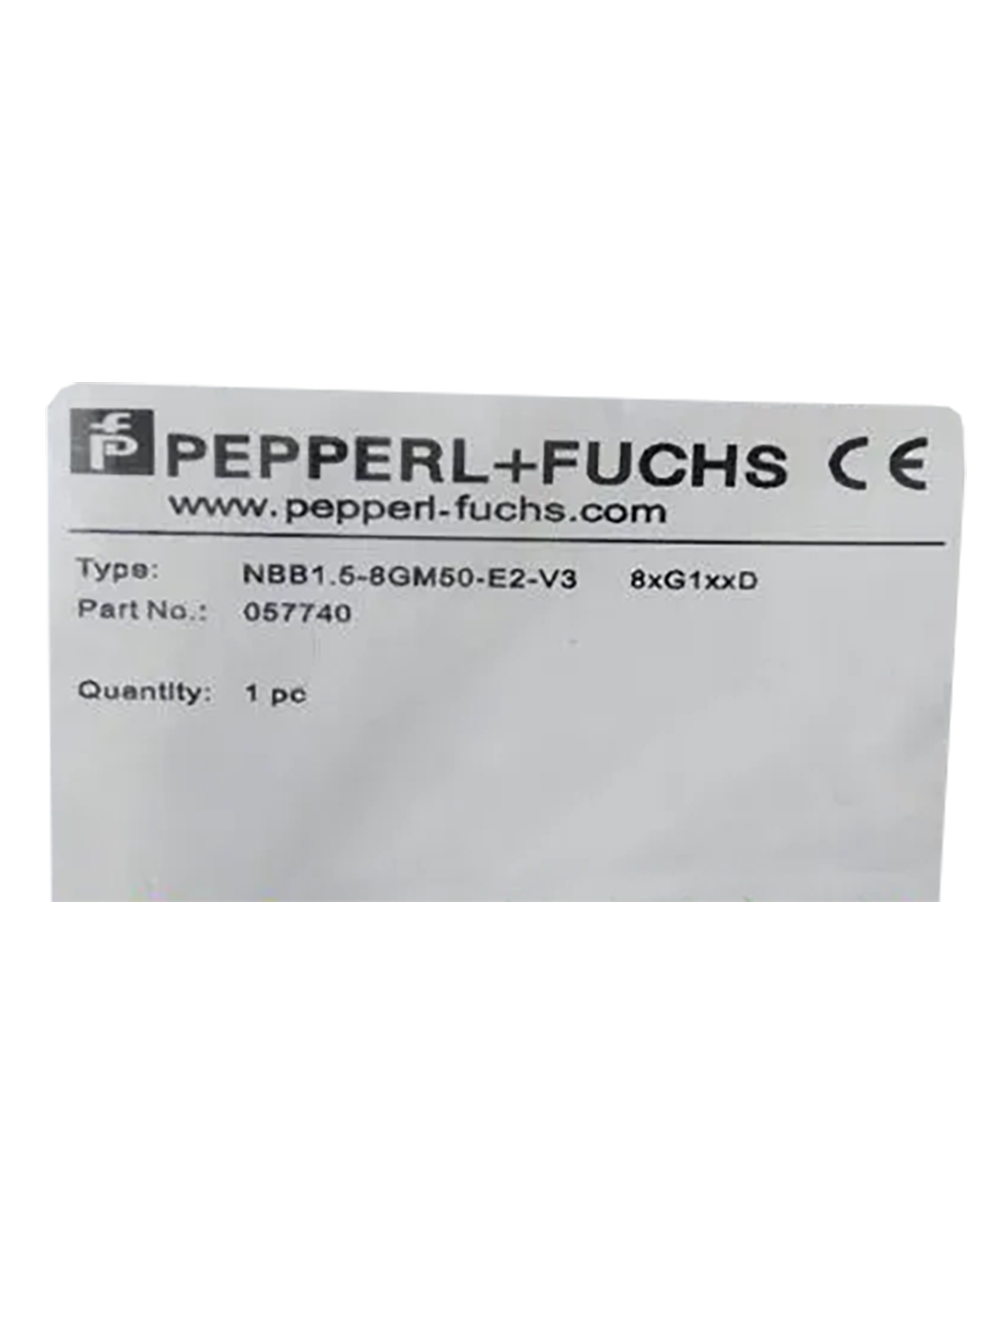 PEPPERL+FUCHS CE
www.pepperl-fuchs.com
Type: NBB1.5-8GM50-E2-V3 8xG1xxD
Part No.: 057740
Quantity: 1 pc